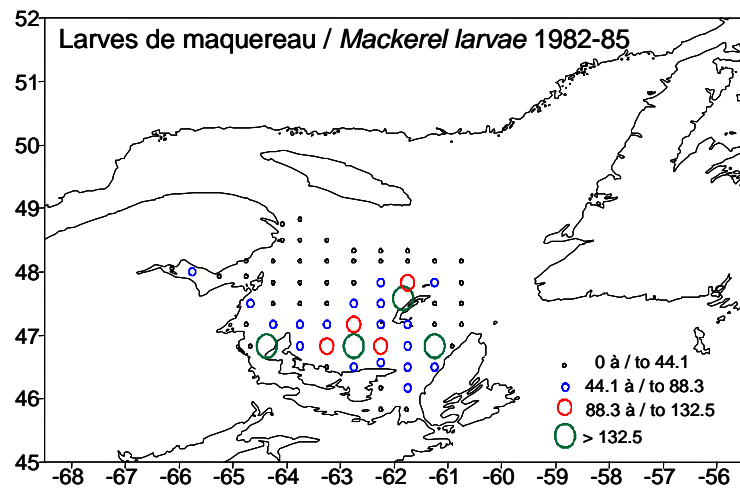 Larves de maquereau / Mackerel larvae 1982-85
52
51
50
49
48
47
46
45
0 à / to 44.1
44.1 à / to 88.3
88.3 à / to 132.5
> 132.5
-68 -67 -66 -65 -64 -63 -62 -61 -60 -59 -58 -57 -56